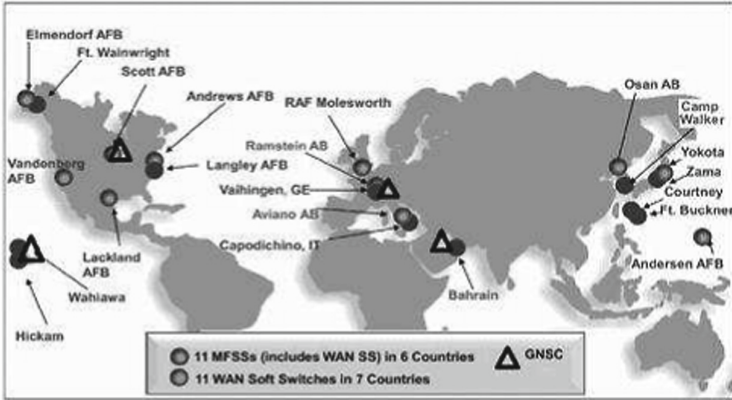 Elmendorf AFB
Ft. Wainwright
Scott AFB
Andrews AFB
RAF Molesworth
Osan AB
Camp
Walker
Yokota
Zama
Courtney
Ft. Buckner
Ramstein AB
Langley AFB
Vandenberg
AFB
Vaihingen, GE
Aviano AB
Capodichino, IT
Lackland
AFB
Wahiawa
Andersen AFB
Bahrain
Hickam
11 MFSSs (includes WAN SS) in 6 Countries
GNSC
11 WAN Soft Switches in 7 Countries